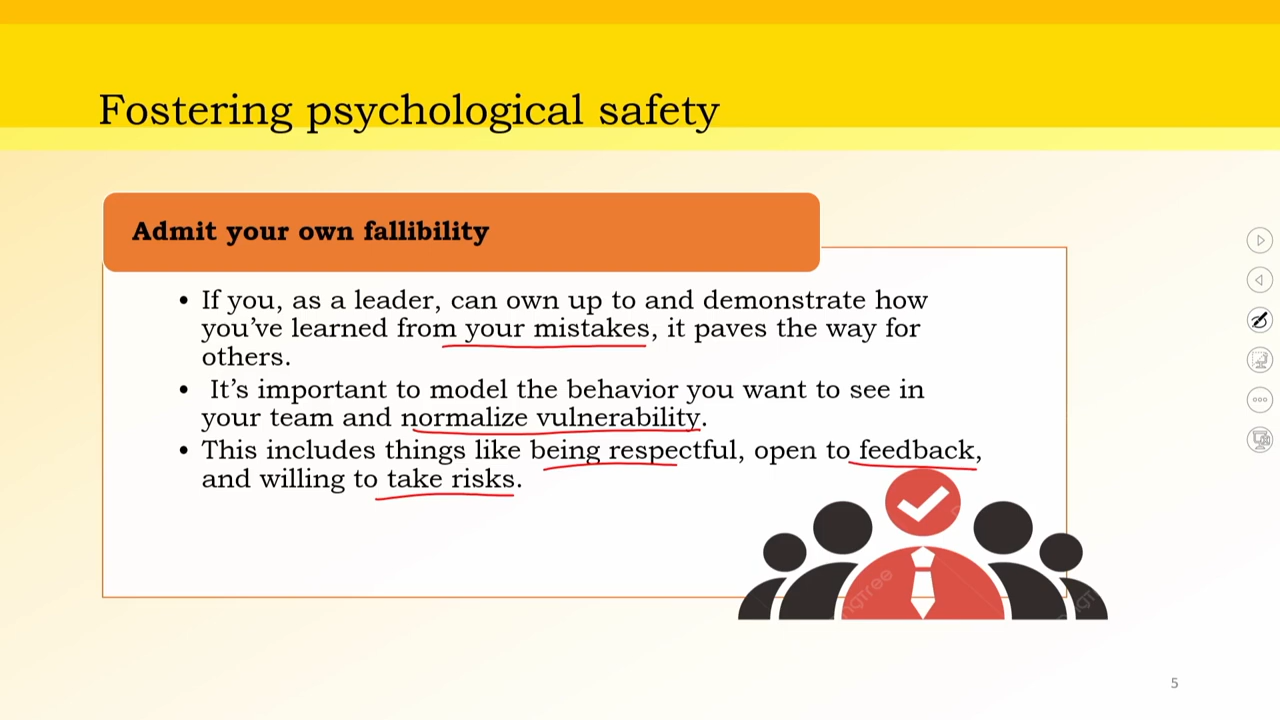 Fostering psychological safety
Admit your own fallibility
• If you, as a leader, can own up to and demonstrate how
you’ve learned from your mistakes, it paves the way for
others.
• It’s important to model the behavior you want to see in
your team and normalize vulnerability.
• This includes things like being respectful, open to feedback,
and willing to take risks.
5